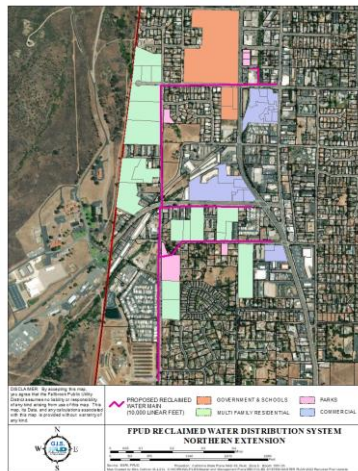 DISCLAIMER: By accepting this map,
you agree that the Fallbrook Public Utility
District assumes no liability or responsibility
of any kind arising from use of the map. This
map, its Data, and any calculations associated
with this map is provided without warranty of
any kind.
PROPOSED RECLAIMED
WATER MAIN
(10,000 LINEAR FEET)
GOVERNMENT & SCHOOLS
MULTI FAMILY RESIDENTIAL
PARKS
COMMERCIAL
G.I.S.
FPUD RECLAIMED WATER DISTRIBUTION SYSTEM
NORTHERN EXTENSION